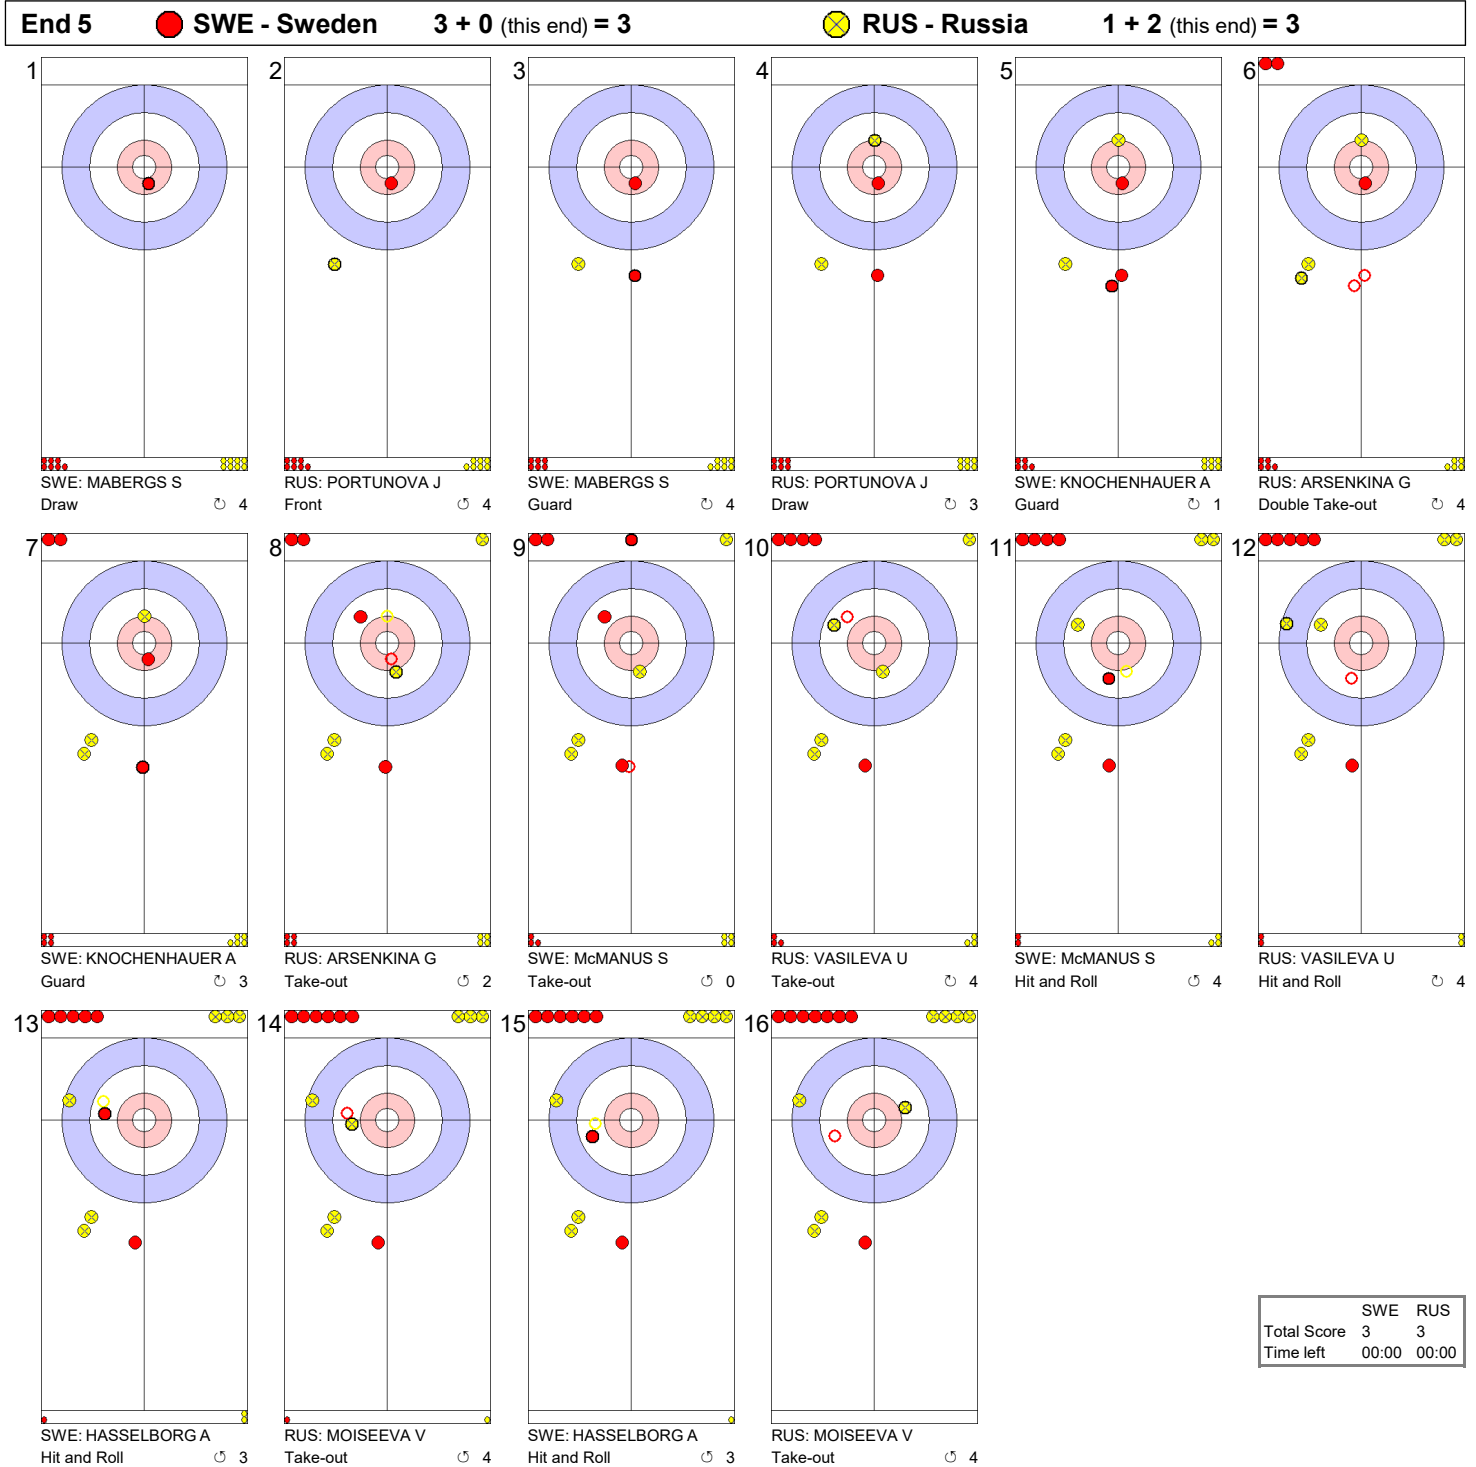 End 5 SWE - Sweden 3 + 0 (this end) = 3 RUS - Russia 1 + 2 (this end) = 3
1 2 3 4 5 6
SWE: MABERGS S RUS: PORTUNOVA J SWE: MABERGS S RUS: PORTUNOVA J SWE: KNOCHENHAUER A RUS: ARSENKINA G
Draw ↻ 4 Front ↺ 4 Guard ↻ 4 Draw ↻ 3 Guard ↻ 1 Double Take-out ↻ 4
7 8 9 10 11 12
SWE: KNOCHENHAUER A RUS: ARSENKINA G SWE: McMANUS S RUS: VASILEVA U SWE: McMANUS S RUS: VASILEVA U
Guard ↻ 3 Take-out ↺ 2 Take-out ↺ 0 Take-out ↻ 4 Hit and Roll ↺ 4 Hit and Roll ↻ 4
13 14 15 16
SWE: HASSELBORG A RUS: MOISEEVA V SWE: HASSELBORG A RUS: MOISEEVA V
Hit and Roll ↺ 3 Take-out ↺ 4 Hit and Roll ↺ 3 Take-out ↺ 4
SWE RUS
Total Score 3 3
Time left 00:00 00:00